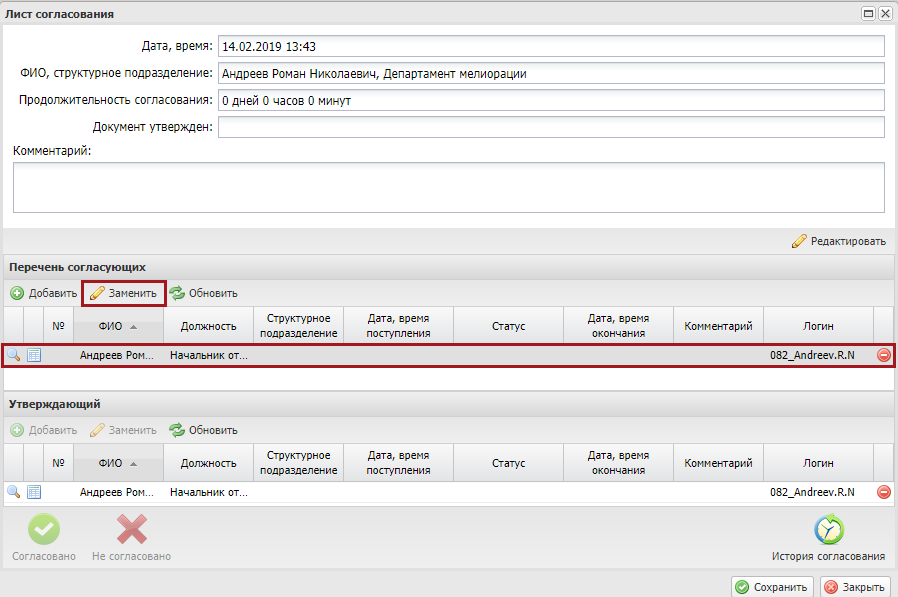 Лист согласования
Дата, время: 14.02.2019 13:43
ФИО, структурное подразделение: Андреев Роман Николаевич, Департамент мелиорации
Продолжительность согласования: 0 дней 0 часов 0 минут
Документ утвержден:
Комментарий:
Редактировать
Перечень согласующих
Добавить Заменить Обновить
№ ФИО Должность Структурное подразделение Дата, время поступления Статус Дата, время окончания Комментарий Логин
Андреев Ром... Начальник от... 082_Andreev.R.N
Утверждающий
Добавить Заменить Обновить
№ ФИО Должность Структурное подразделение Дата, время поступления Статус Дата, время окончания Комментарий Логин
Андреев Ром... Начальник от... 082_Andreev.R.N
Согласовано Не согласовано История согласования
Сохранить Закрыть